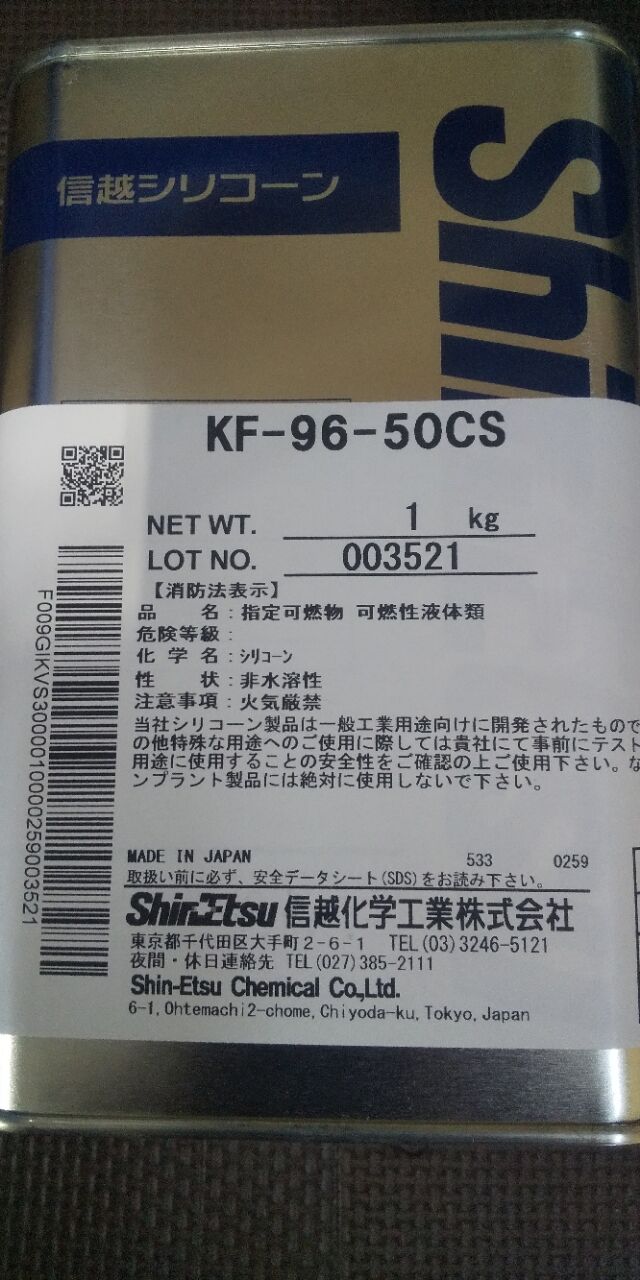 信越シリコーン
Shi
KF-96-50CS
NET WT. 1 kg
LOT NO. 003521
【消防法表示】
品 名：指定可燃物 可燃性液体類
危険等級：
化 学 名：シリコーン
性 状：非水溶性
注意事項：火気厳禁
当社シリコーン製品は一般工業用途向けに開発されたもので
の他特殊な用途へのご使用に際しては貴社にて事前にテスト
用途に使用することの安全性をご確認の上ご使用下さい。な
ンプラント製品には絶対に使用しないで下さい。
F009GIKVS3000010000259003521
MADE IN JAPAN 533 0259
取扱い前に必ず、安全データシート(SDS)をお読み下さい。
ShinEtsu 信越化学工業株式会社
東京都千代田区大手町2-6-1 TEL(03)3246-5121
夜間・休日連絡先 TEL(027)385-2111
Shin-Etsu Chemical Co.,Ltd.
6-1,Ohtemachi2-chome,Chiyoda-ku,Tokyo,Japan